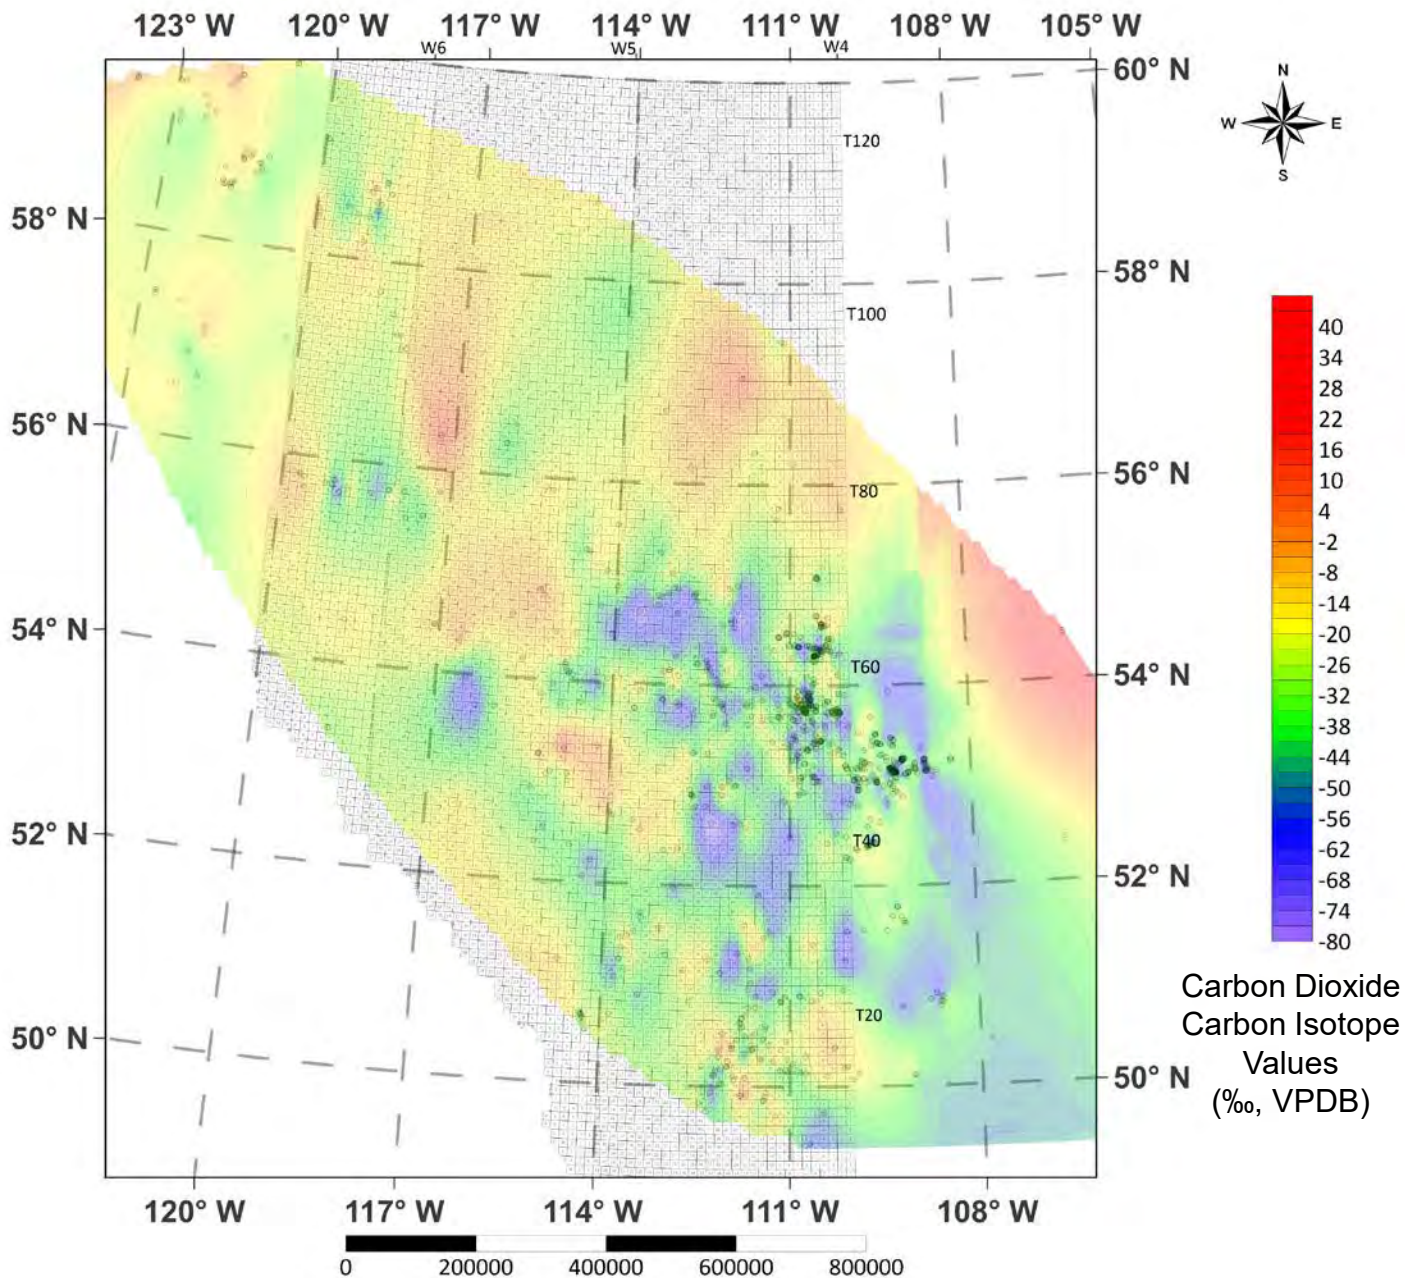 123° W 120° W 117° W 114° W 111° W 108° W 105° W
W6 W5 W4
60° N
N
W E
S
T120
58° N
58° N
T100
40
34
28
22
16
10
4
-2
-8
-14
-20
-26
-32
-38
-44
-50
-56
-62
-68
-74
-80
56° N
56° N
T80
54° N
54° N
T60
52° N
52° N
T40
50° N
50° N
T20
Carbon Dioxide
Carbon Isotope
Values
(‰, VPDB)
120° W 117° W 114° W 111° W 108° W
0 200000 400000 600000 800000